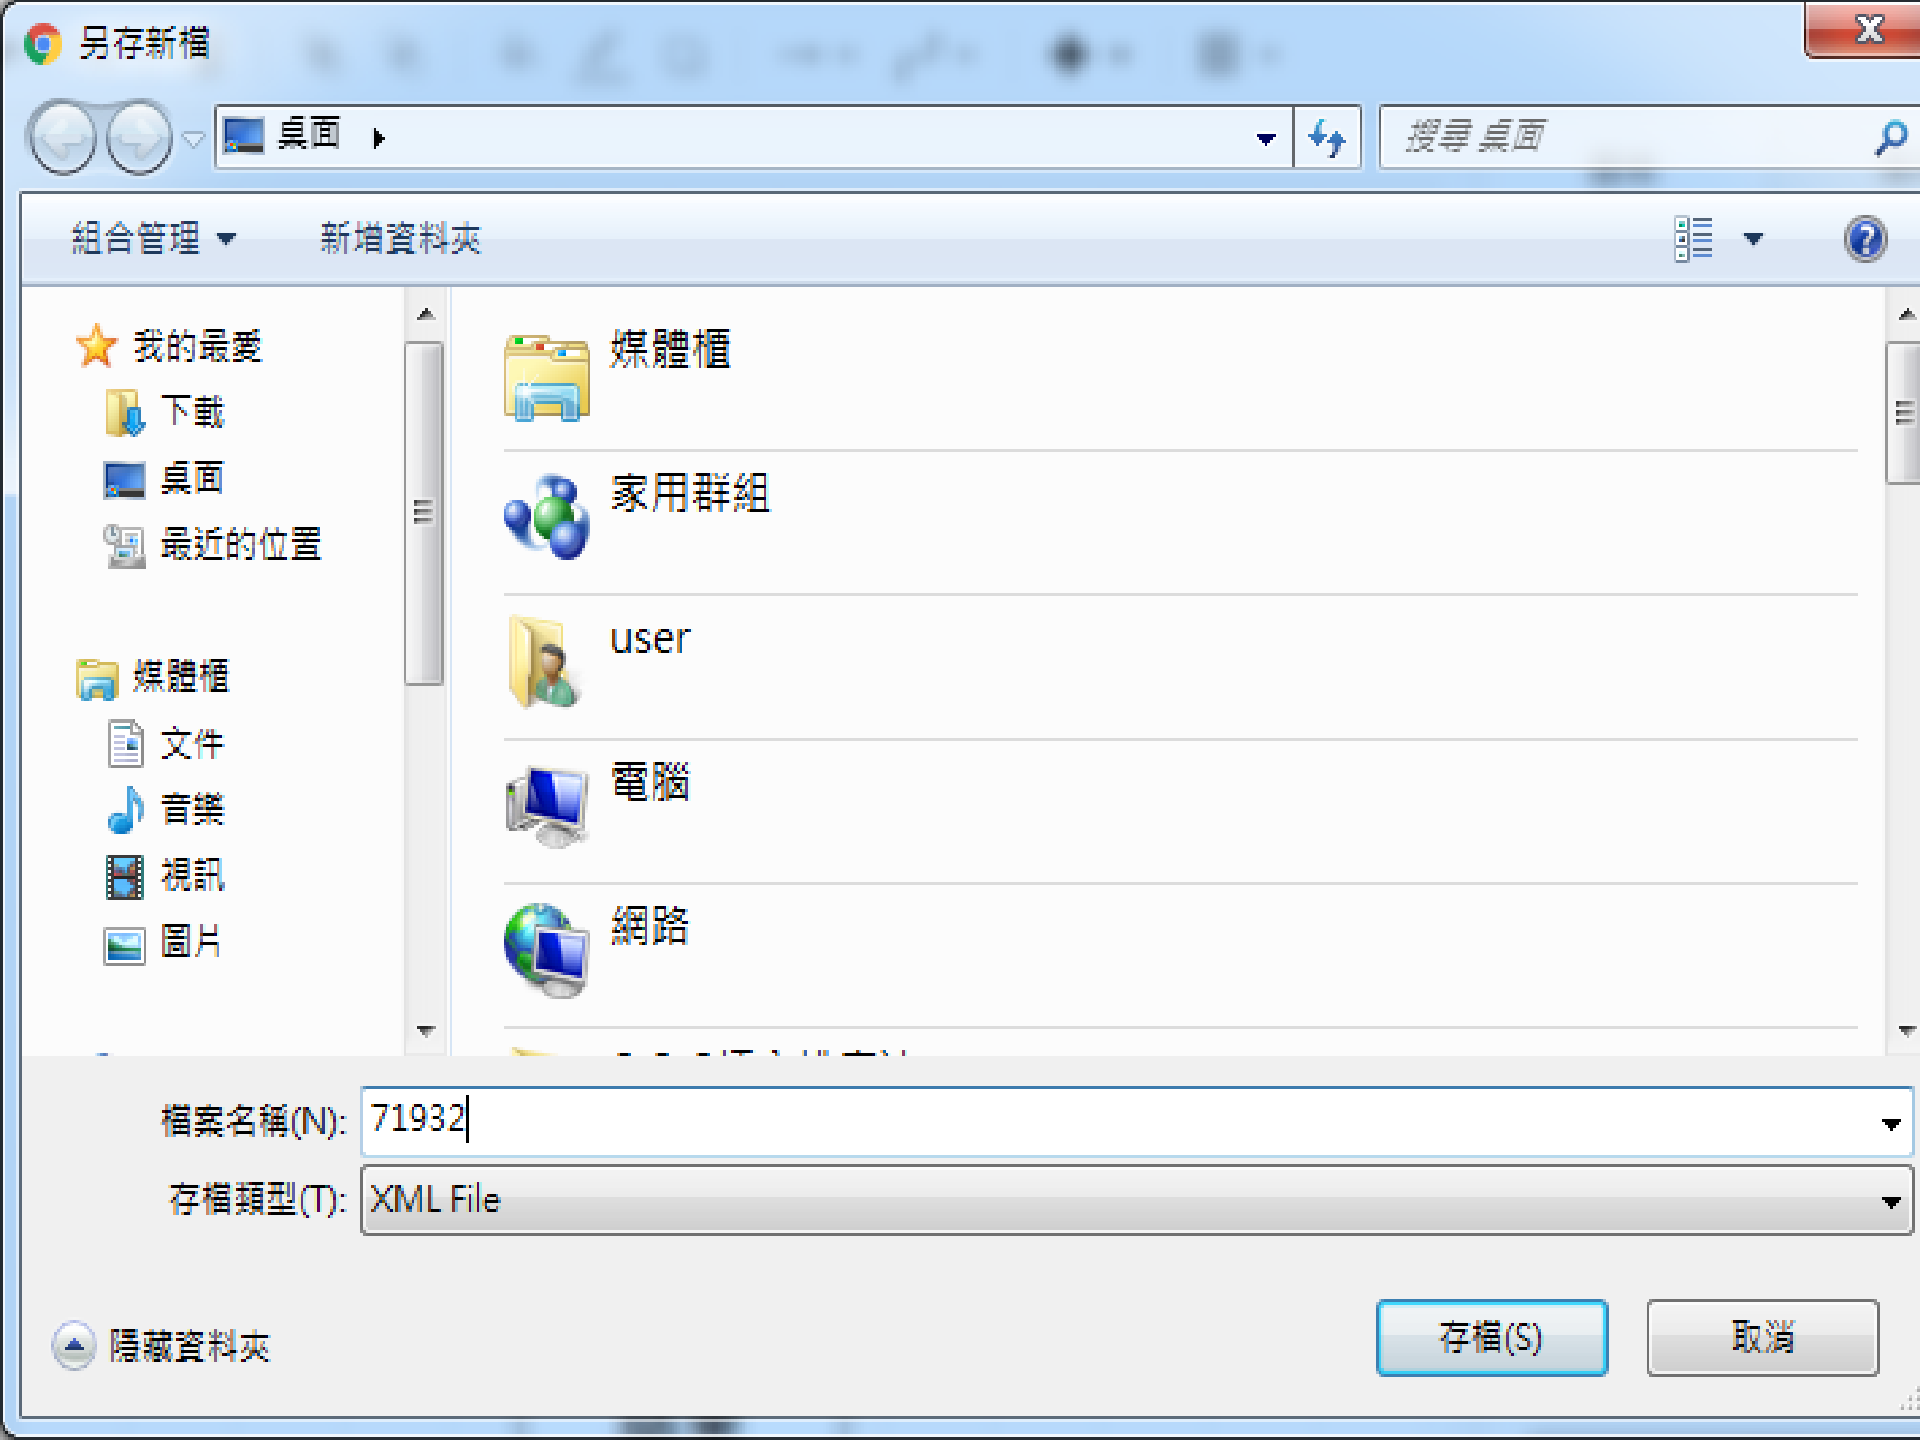 另存新檔
桌面
搜尋 桌面
組合管理
新增資料夾
我的最愛
下載
桌面
最近的位置
媒體櫃
文件
音樂
視訊
圖片
媒體櫃
家用群組
user
電腦
網路
檔案名稱(N):
71932
存檔類型(T):
XML File
隱藏資料夾
存檔(S)
取消